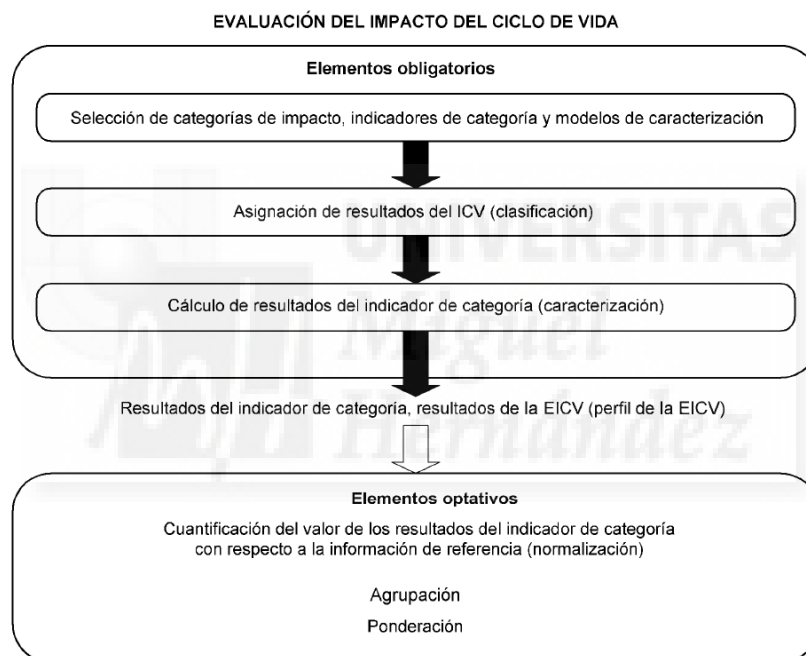 EVALUACIÓN DEL IMPACTO DEL CICLO DE VIDA
Elementos obligatorios
Selección de categorías de impacto, indicadores de categoría y modelos de caracterización
Asignación de resultados del ICV (clasificación)
UNIVERSITAS
Cálculo de resultados del indicador de categoría (caracterización)
Miguel
Resultados del indicador de categoría, resultados de la EICV (perfil de la EICV)
Hernández
Elementos optativos
Cuantificación del valor de los resultados del indicador de categoría
con respecto a la información de referencia (normalización)
Agrupación
Ponderación